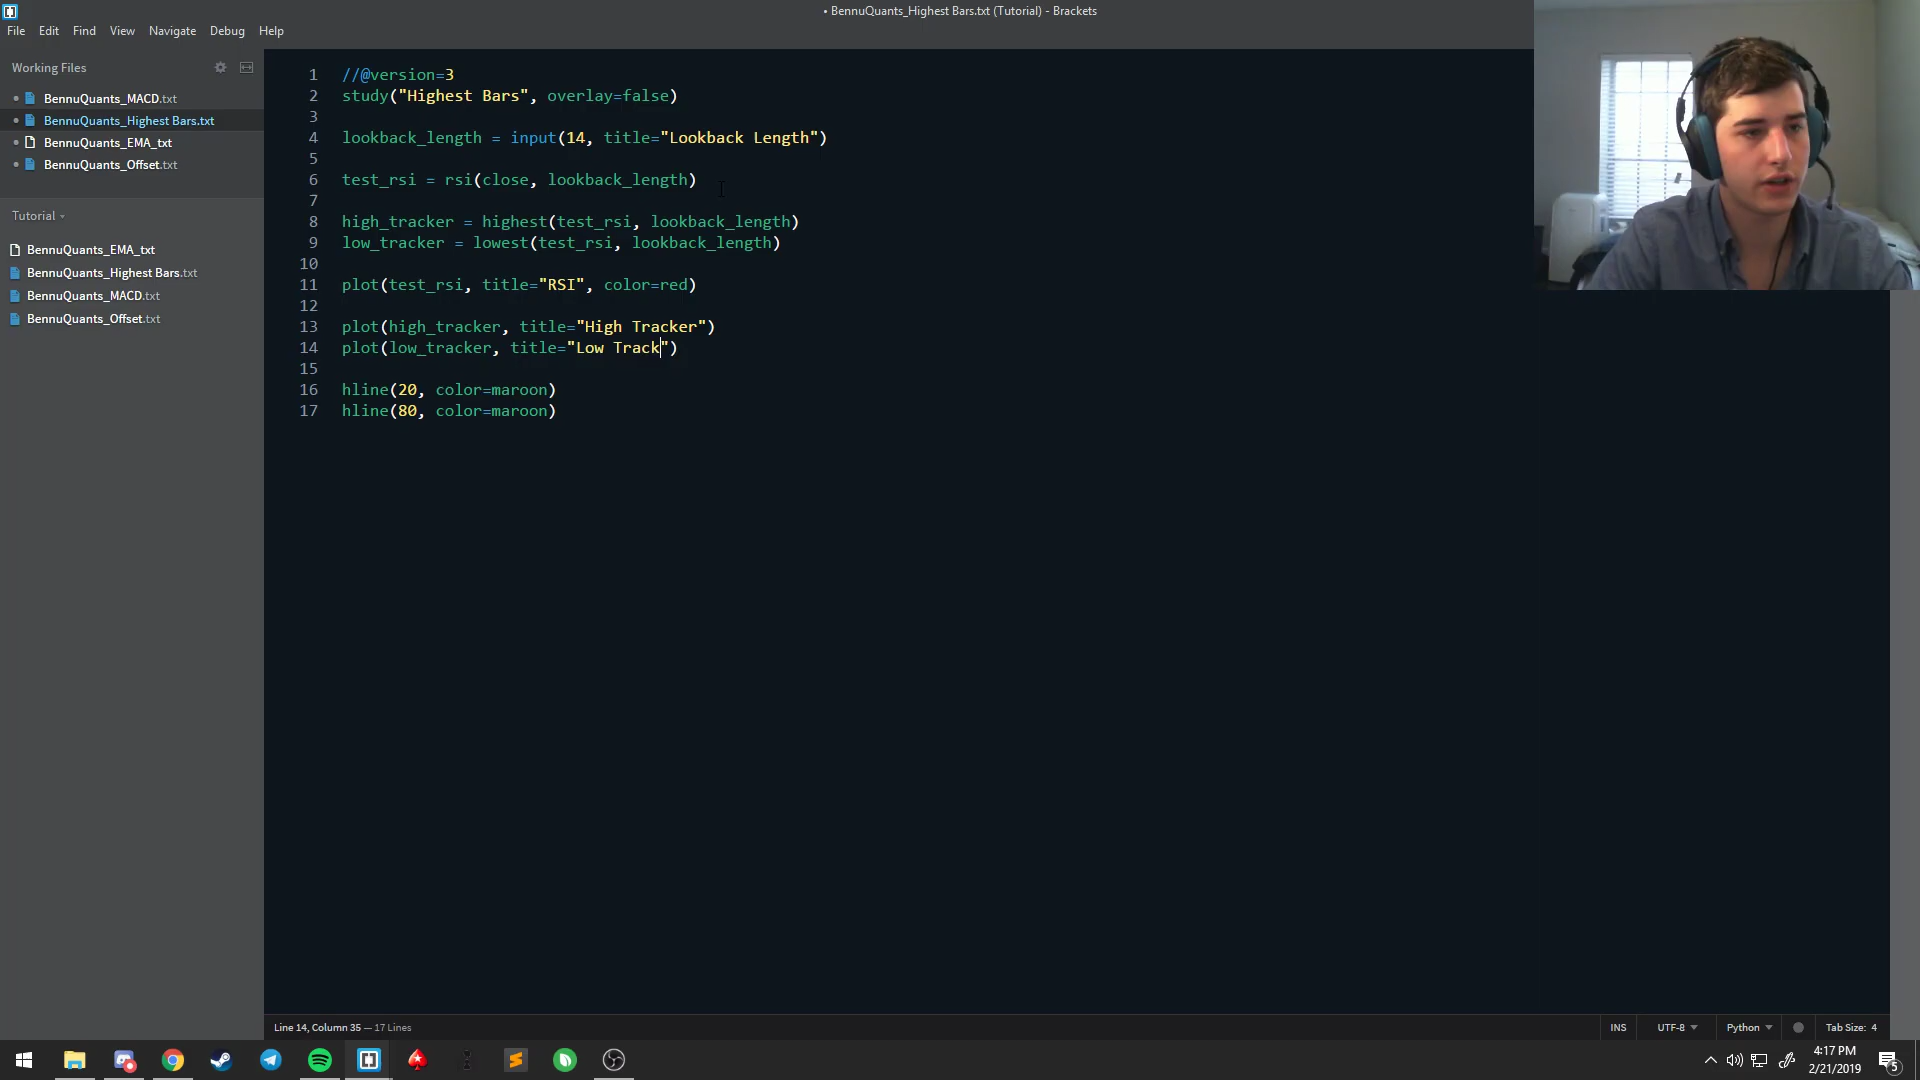 • BennuQuants_Highest Bars.txt (Tutorial) - Brackets
File Edit Find View Navigate Debug Help
Working Files
BennuQuants_MACD.txt
BennuQuants_Highest Bars.txt
BennuQuants_EMA_txt
BennuQuants_Offset.txt
Tutorial
BennuQuants_EMA_txt
BennuQuants_Highest Bars.txt
BennuQuants_MACD.txt
BennuQuants_Offset.txt
1 //@version=3
2 study("Highest Bars", overlay=false)
3
4 lookback_length = input(14, title="Lookback Length")
5
6 test_rsi = rsi(close, lookback_length)
7
8 high_tracker = highest(test_rsi, lookback_length)
9 low_tracker = lowest(test_rsi, lookback_length)
10
11 plot(test_rsi, title="RSI", color=red)
12
13 plot(high_tracker, title="High Tracker")
14 plot(low_tracker, title="Low Track")
15
16 hline(20, color=maroon)
17 hline(80, color=maroon)
Line 14, Column 35 — 17 Lines
INS UTF-8 Python Tab Size: 4
4:17 PM
2/21/2019
5